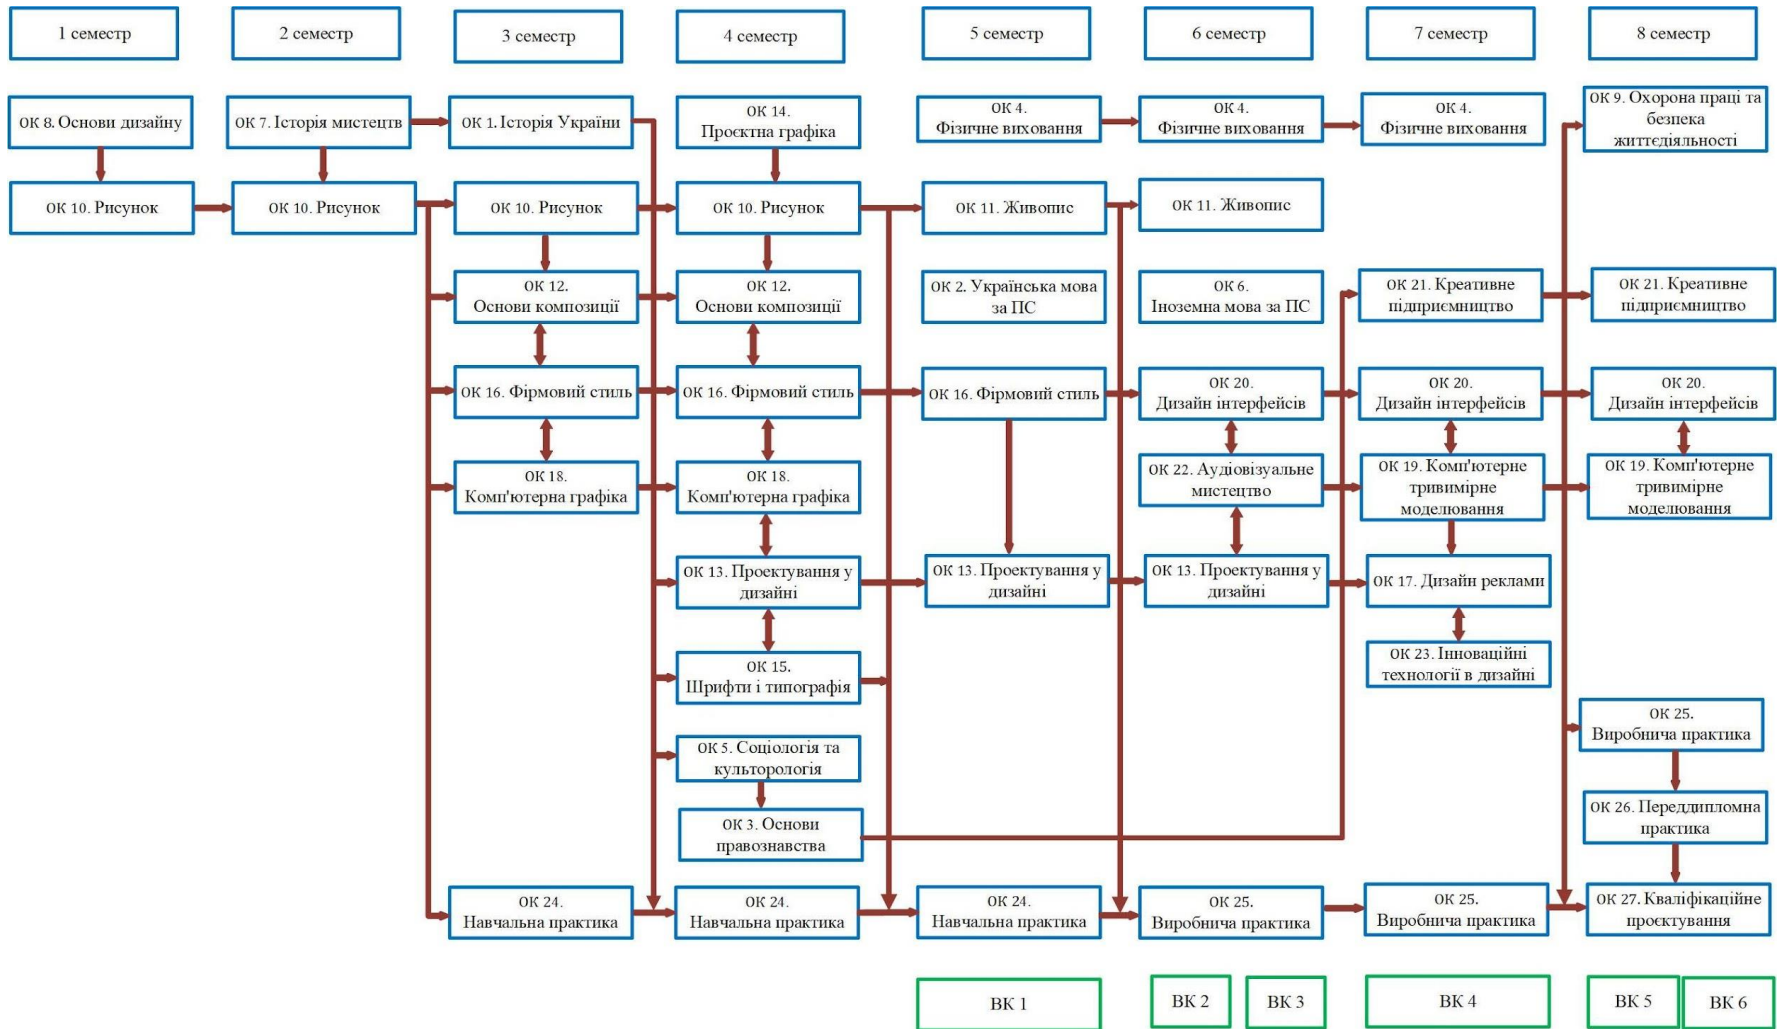 1 семестр
2 семестр
3 семестр
4 семестр
5 семестр
6 семестр
7 семестр
8 семестр
ОК 8. Основи дизайну
ОК 7. Історія мистецтв
ОК 1. Історія України
ОК 14.
Проєктна графіка
ОК 4.
Фізичне виховання
ОК 4.
Фізичне виховання
ОК 4.
Фізичне виховання
ОК 9. Охорона праці та
безпека
життєдіяльності
ОК 10. Рисунок
ОК 10. Рисунок
ОК 10. Рисунок
ОК 10. Рисунок
ОК 11. Живопис
ОК 11. Живопис
ОК 12.
Основи композиції
ОК 12.
Основи композиції
ОК 2. Українська мова
за ПС
ОК 6.
Іноземна мова за ПС
ОК 21. Креативне
підприємництво
ОК 21. Креативне
підприємництво
ОК 16. Фірмовий стиль
ОК 16. Фірмовий стиль
ОК 16. Фірмовий стиль
ОК 20.
Дизайн інтерфейсів
ОК 20.
Дизайн інтерфейсів
ОК 20.
Дизайн інтерфейсів
ОК 18.
Комп'ютерна графіка
ОК 18.
Комп'ютерна графіка
ОК 22. Аудіовізуальне
мистецтво
ОК 19. Комп'ютерне
тривимірне
моделювання
ОК 19. Комп'ютерне
тривимірне
моделювання
ОК 13. Проектування у
дизайні
ОК 13. Проектування у
дизайні
ОК 13. Проектування у
дизайні
ОК 17. Дизайн реклами
ОК 15.
Шрифти і типографія
ОК 23. Інноваційні
технології в дизайні
ОК 5. Соціологія та
культорологія
ОК 25.
Виробнича практика
ОК 3. Основи
правознавства
ОК 26. Переддипломна
практика
ОК 24.
Навчальна практика
ОК 24.
Навчальна практика
ОК 24.
Навчальна практика
ОК 25.
Виробнича практика
ОК 25.
Виробнича практика
ОК 27. Кваліфікаційне
проєктування
ВК 1
ВК 2
ВК 3
ВК 4
ВК 5
ВК 6